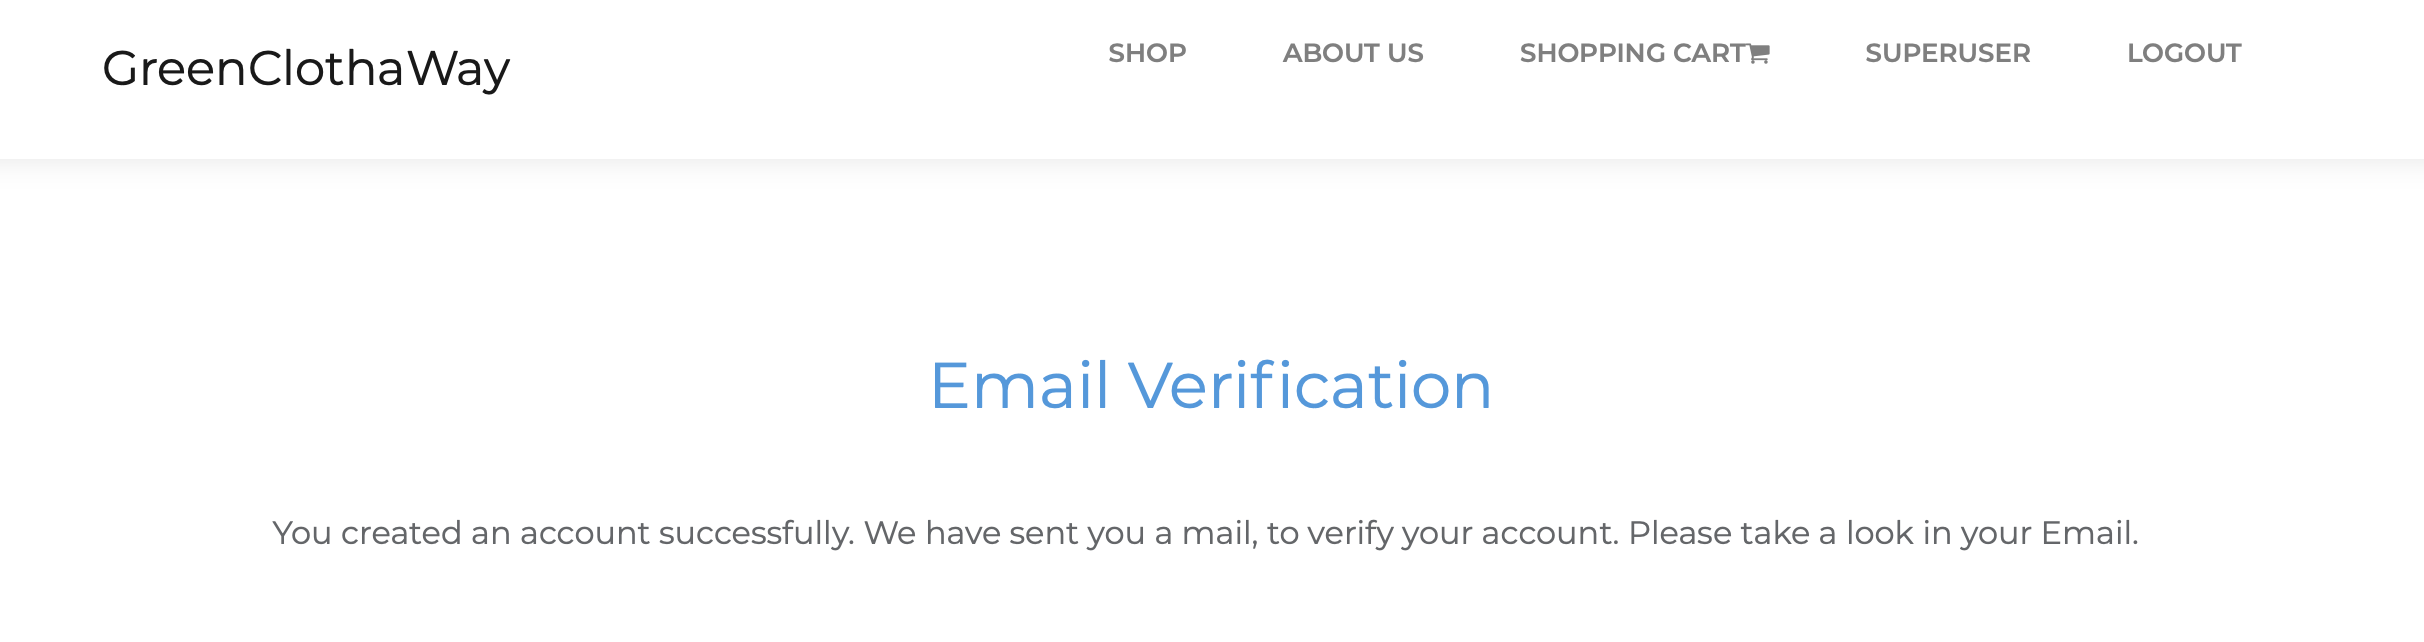 GreenClothaWay
SHOP ABOUT US SHOPPING CART SUPERUSER LOGOUT
Email Verification
You created an account successfully. We have sent you a mail, to verify your account. Please take a look in your Email.